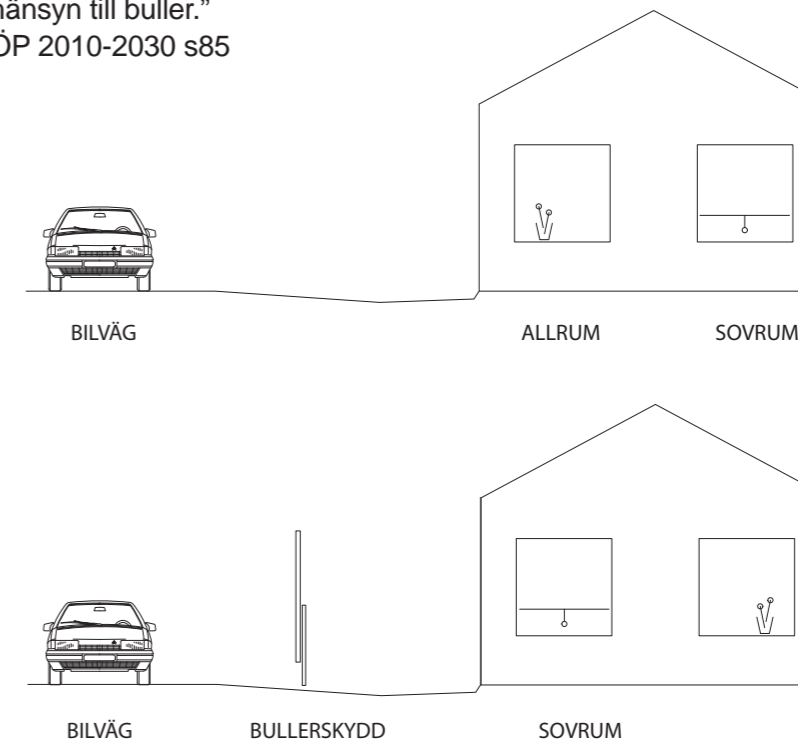 hänsyn till buller.”
ÖP 2010-2030 s85
BILVÄG ALLRUM SOVRUM
BILVÄG BULLERSKYDD SOVRUM